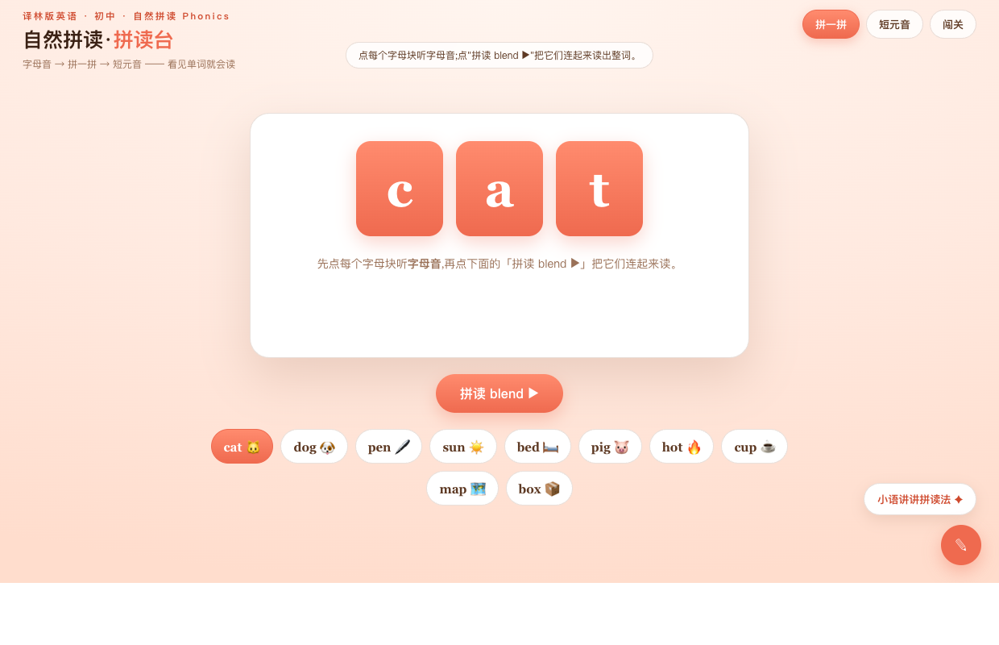 译林版英语 · 初中 · 自然拼读 Phonics
自然拼读·拼读台
字母音 → 拼一拼 → 短元音 —— 看见单词就会读
拼一拼
短元音
闯关
点每个字母块听字母音;点"拼读 blend ▶"把它们连起来读出整词。
c a t
先点每个字母块听字母音,再点下面的「拼读 blend ▶」把它们连起来读。
拼读 blend ▶
cat 🐱 dog 🐶 pen 🖊 sun ☀️ bed 🛏 pig 🐷 hot 🔥 cup ☕
map 🗺 box 📦
小语讲讲拼读法 ✦